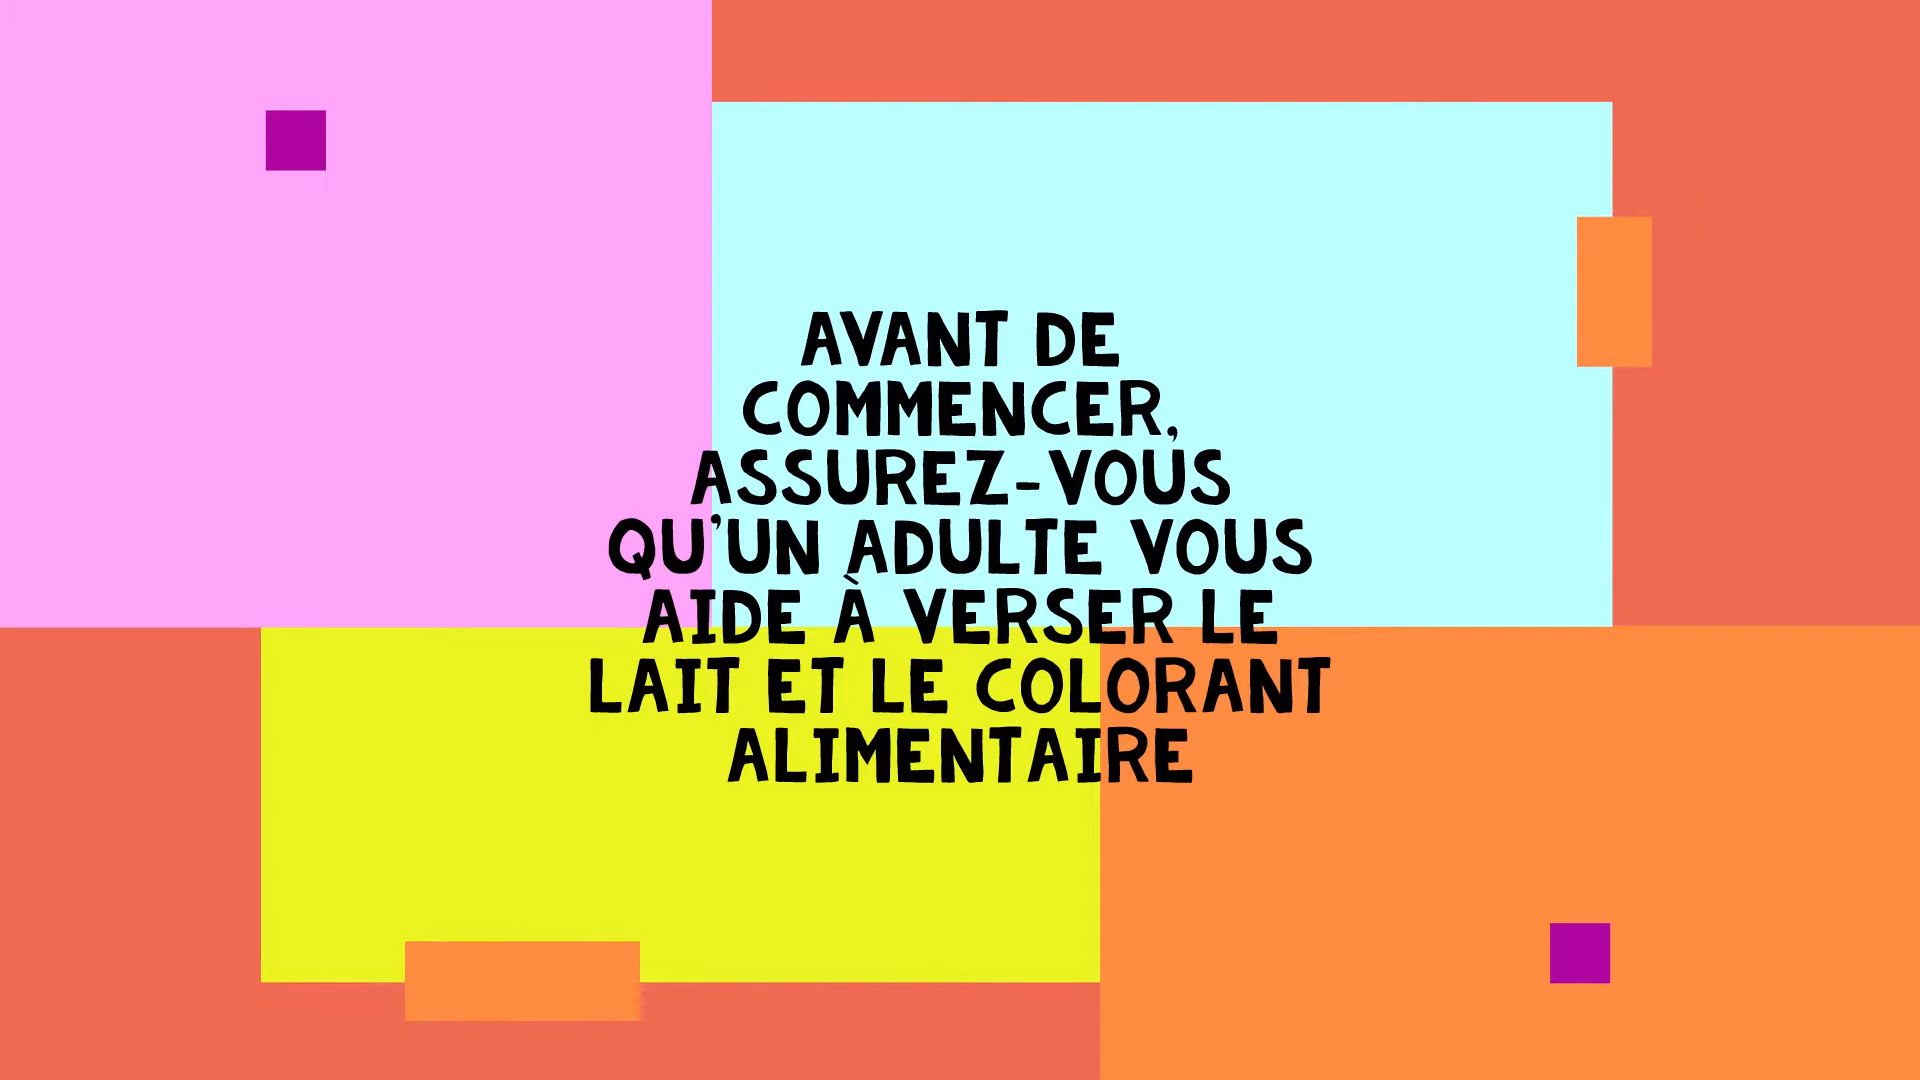 AVANT DE
COMMENCER,
ASSUREZ-VOUS
QU'UN ADULTE VOUS
AIDE À VERSER LE
LAIT ET LE COLORANT
ALIMENTAIRE